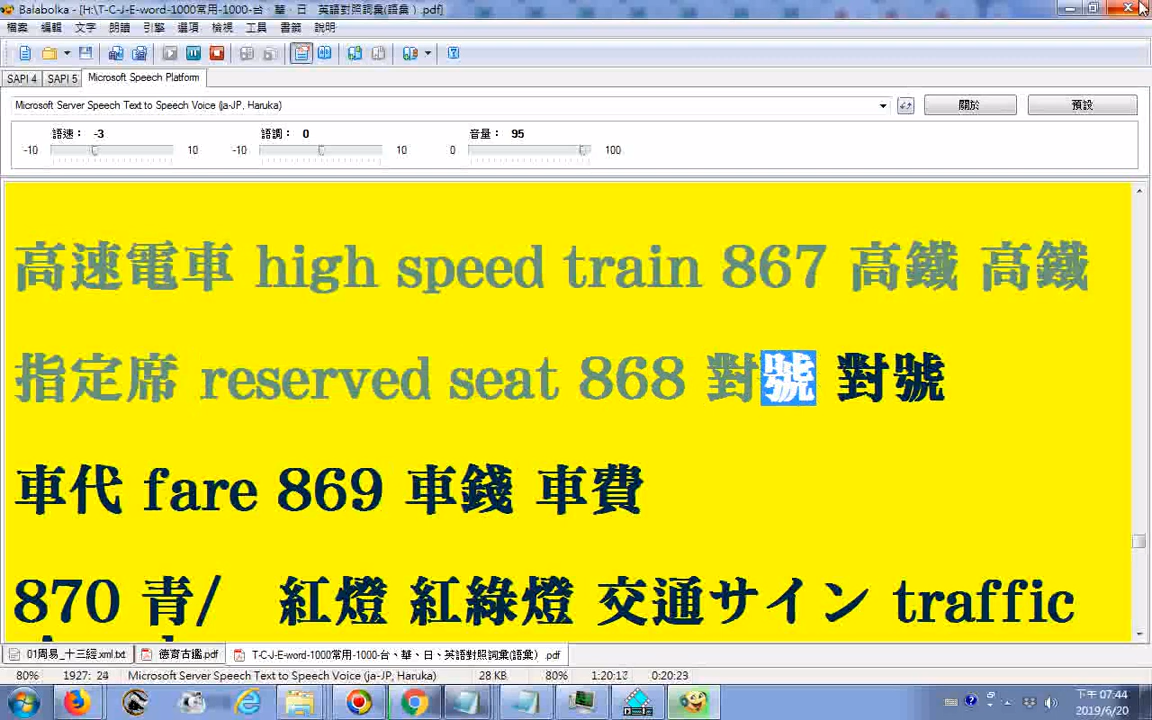 Balabolka - [H:\T-C-J-E-word-1000常用-1000-台、華、日　英語對照詞彙(語彙 ).pdf]
檔案 編輯 文字 朗讀 引擎 選項 檢視 工具 書籤 說明
SAPI 4 SAPI 5 Microsoft Speech Platform
Microsoft Server Speech Text to Speech Voice (ja-JP, Haruka) 關於 預設
語速： -3 語調： 0 音量： 95
-10 10 -10 10 0 100
高速電車 high speed train 867 高鐵 高鐵
指定席 reserved seat 868 對號 對號
車代 fare 869 車錢 車費
870 青/　紅燈 紅綠燈 交通サイン traffic
01周易_十三經.xml.txt 德育古鑑.pdf T-C-J-E-word-1000常用-1000-台、華、日、英語對照詞彙(語彙）.pdf
80% 1927: 24 Microsoft Server Speech Text to Speech Voice (ja-JP, Haruka) 28 KB 80% 1:20:13 0:20:23
下午 07:44
2019/6/20